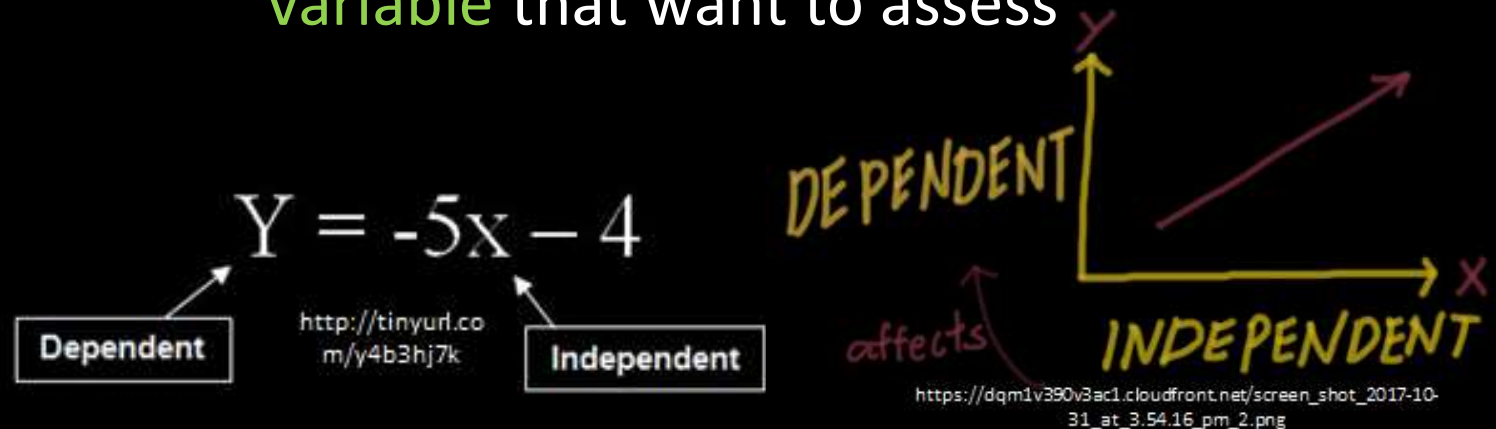 variable that want to assess
Y = -5x – 4
Dependent
http://tinyurl.co
m/y4b3hj7k
Independent
Y
DEPENDENT
X
affects
INDEPENDENT
https://dqm1v390v3ac1.cloudfront.net/screen_shot_2017-10-
31_at_3.54.16_pm_2.png